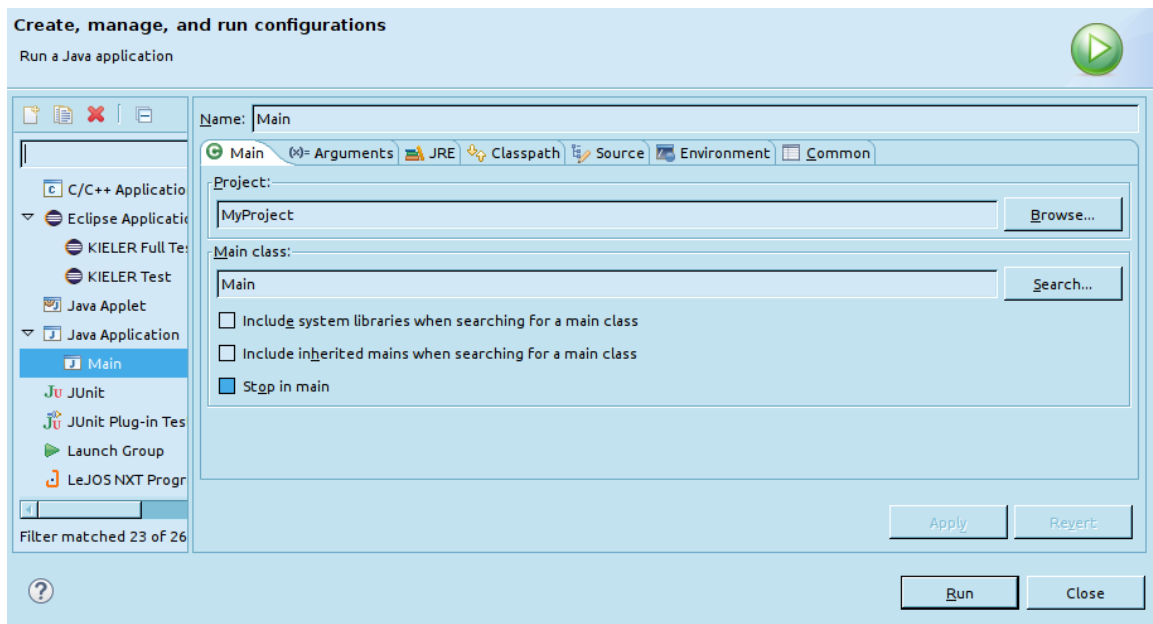 Create, manage, and run configurations
Run a Java application
Name: Main
Main (x)= Arguments JRE Classpath Source Environment Common
C/C++ Applicatio
Eclipse Applicatio
KIELER Full Tes
KIELER Test
Java Applet
Java Application
Main
JUnit
JUnit Plug-in Tes
Launch Group
LeJOS NXT Progr
Filter matched 23 of 26
Project:
MyProject
Browse...
Main class:
Main
Search...
Include system libraries when searching for a main class
Include inherited mains when searching for a main class
Stop in main
Apply Revert
Run Close